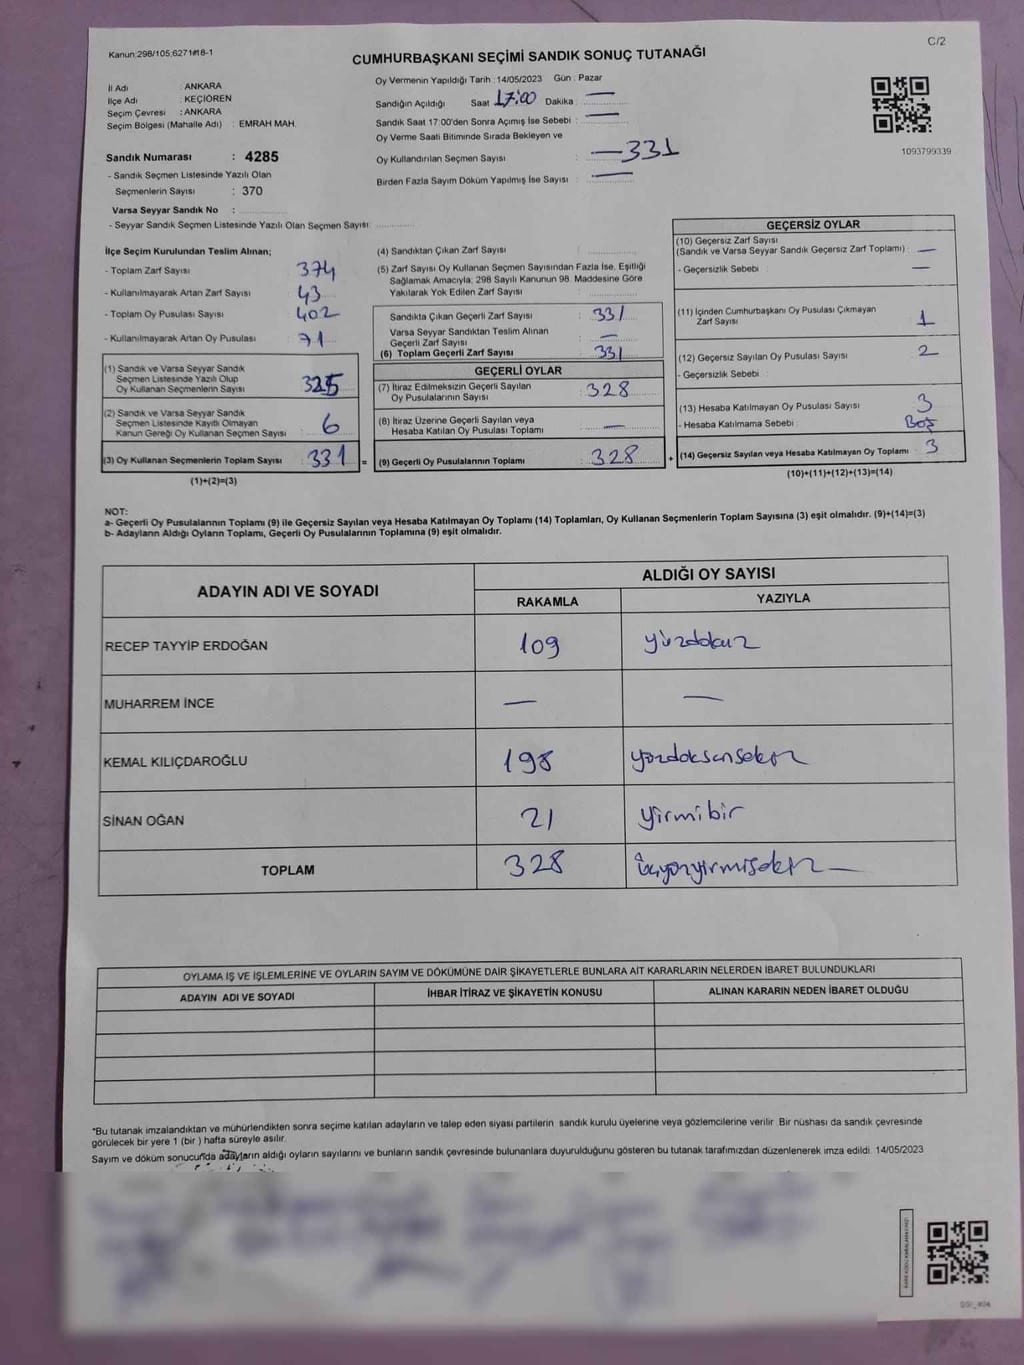 Kanun:298/105,6271#18-1
C/2
CUMHURBAŞKANI SEÇİMİ SANDIK SONUÇ TUTANAĞI
İl Adı : ANKARA
İlçe Adı : KEÇİÖREN
Seçim Çevresi : ANKARA
Seçim Bölgesi (Mahalle Adı) : EMRAH MAH.
Oy Vermenin Yapıldığı Tarih : 14/05/2023 Gün : Pazar
Sandığın Açıldığı Saat 17:00 Dakika : —
Sandık Saat 17:00'den Sonra Açımış İse Sebebi : —
Oy Verme Saati Bitiminde Sırada Bekleyen ve
Oy Kullandırılan Seçmen Sayısı : —331
Birden Fazla Sayım Döküm Yapılmış İse Sayısı : —
1093799339
Sandık Numarası : 4285
- Sandık Seçmen Listesinde Yazılı Olan
Seçmenlerin Sayısı : 370
Varsa Seyyar Sandık No :
- Seyyar Sandık Seçmen Listesinde Yazılı Olan Seçmen Sayısı:
İlçe Seçim Kurulundan Teslim Alınan;
- Toplam Zarf Sayısı : 374
- Kullanılmayarak Artan Zarf Sayısı : 43
- Toplam Oy Pusulası Sayısı : 402
- Kullanılmayarak Artan Oy Pusulası : 71
(1) Sandık ve Varsa Seyyar Sandık
Seçmen Listesinde Yazılı Olup
Oy Kullanan Seçmenlerin Sayısı : 325
(2) Sandık ve Varsa Seyyar Sandık
Seçmen Listesinde Kayıtlı Olmayan
Kanun Gereği Oy Kullanan Seçmen Sayısı : 6
(3) Oy Kullanan Seçmenlerin Toplam Sayısı : 331 =
(1)+(2)=(3)
(4) Sandıktan Çıkan Zarf Sayısı :
(5) Zarf Sayısı Oy Kullanan Seçmen Sayısından Fazla İse, Eşitliği
Sağlamak Amacıyla; 298 Sayılı Kanunun 98. Maddesine Göre
Yakılarak Yok Edilen Zarf Sayısı :
Sandıkta Çıkan Geçerli Zarf Sayısı : 331
Varsa Seyyar Sandıktan Teslim Alınan
Geçerli Zarf Sayısı : —
(6) Toplam Geçerli Zarf Sayısı : 331
GEÇERLİ OYLAR
(7) İtiraz Edilmeksizin Geçerli Sayılan
Oy Pusulalarının Sayısı : 328
(8) İtiraz Üzerine Geçerli Sayılan veya
Hesaba Katılan Oy Pusulası Toplamı : —
(9) Geçerli Oy Pusulalarının Toplamı : 328 +
GEÇERSİZ OYLAR
(10) Geçersiz Zarf Sayısı
(Sandık ve Varsa Seyyar Sandık Geçersiz Zarf Toplamı) : —
- Geçersizlik Sebebi : —
(11) İçinden Cumhurbaşkanı Oy Pusulası Çıkmayan
Zarf Sayısı : 1
(12) Geçersiz Sayılan Oy Pusulası Sayısı : 2
- Geçersizlik Sebebi :
(13) Hesaba Katılmayan Oy Pusulası Sayısı : 3
- Hesaba Katılmama Sebebi : Boş
(14) Geçersiz Sayılan veya Hesaba Katılmayan Oy Toplamı : 3
(10)+(11)+(12)+(13)=(14)
NOT:
a- Geçerli Oy Pusulalarının Toplamı (9) ile Geçersiz Sayılan veya Hesaba Katılmayan Oy Toplamı (14) Toplamları, Oy Kullanan Seçmenlerin Toplam Sayısına (3) eşit olmalıdır. (9)+(14)=(3)
b- Adayların Aldığı Oyların Toplamı, Geçerli Oy Pusulalarının Toplamına (9) eşit olmalıdır.
ADAYIN ADI VE SOYADI
ALDIĞI OY SAYISI
RAKAMLA YAZIYLA
RECEP TAYYİP ERDOĞAN 109 yüzdokuz
MUHARREM İNCE — —
KEMAL KILIÇDAROĞLU 198 yüzdoksansekiz
SİNAN OĞAN 21 yirmibir
TOPLAM 328 üçyüzyirmisekiz —
OYLAMA İŞ VE İŞLEMLERİNE VE OYLARIN SAYIM VE DÖKÜMÜNE DAİR ŞİKAYETLERLE BUNLARA AİT KARARLARIN NELERDEN İBARET BULUNDUKLARI
ADAYIN ADI VE SOYADI İHBAR İTİRAZ VE ŞİKAYETİN KONUSU ALINAN KARARIN NEDEN İBARET OLDUĞU
*Bu tutanak imzalandıktan ve mühürlendikten sonra seçime katılan adayların ve talep eden siyasi partilerin sandık kurulu üyelerine veya gözlemcilerine verilir. Bir nüshası da sandık çevresinde
görülecek bir yere 1 (bir ) hafta süreyle asılır.
Sayım ve döküm sonucunda adayların aldığı oyların sayılarını ve bunların sandık çevresinde bulunanlara duyurulduğunu gösteren bu tutanak tarafımızdan düzenlenerek imza edildi. 14/05/2023